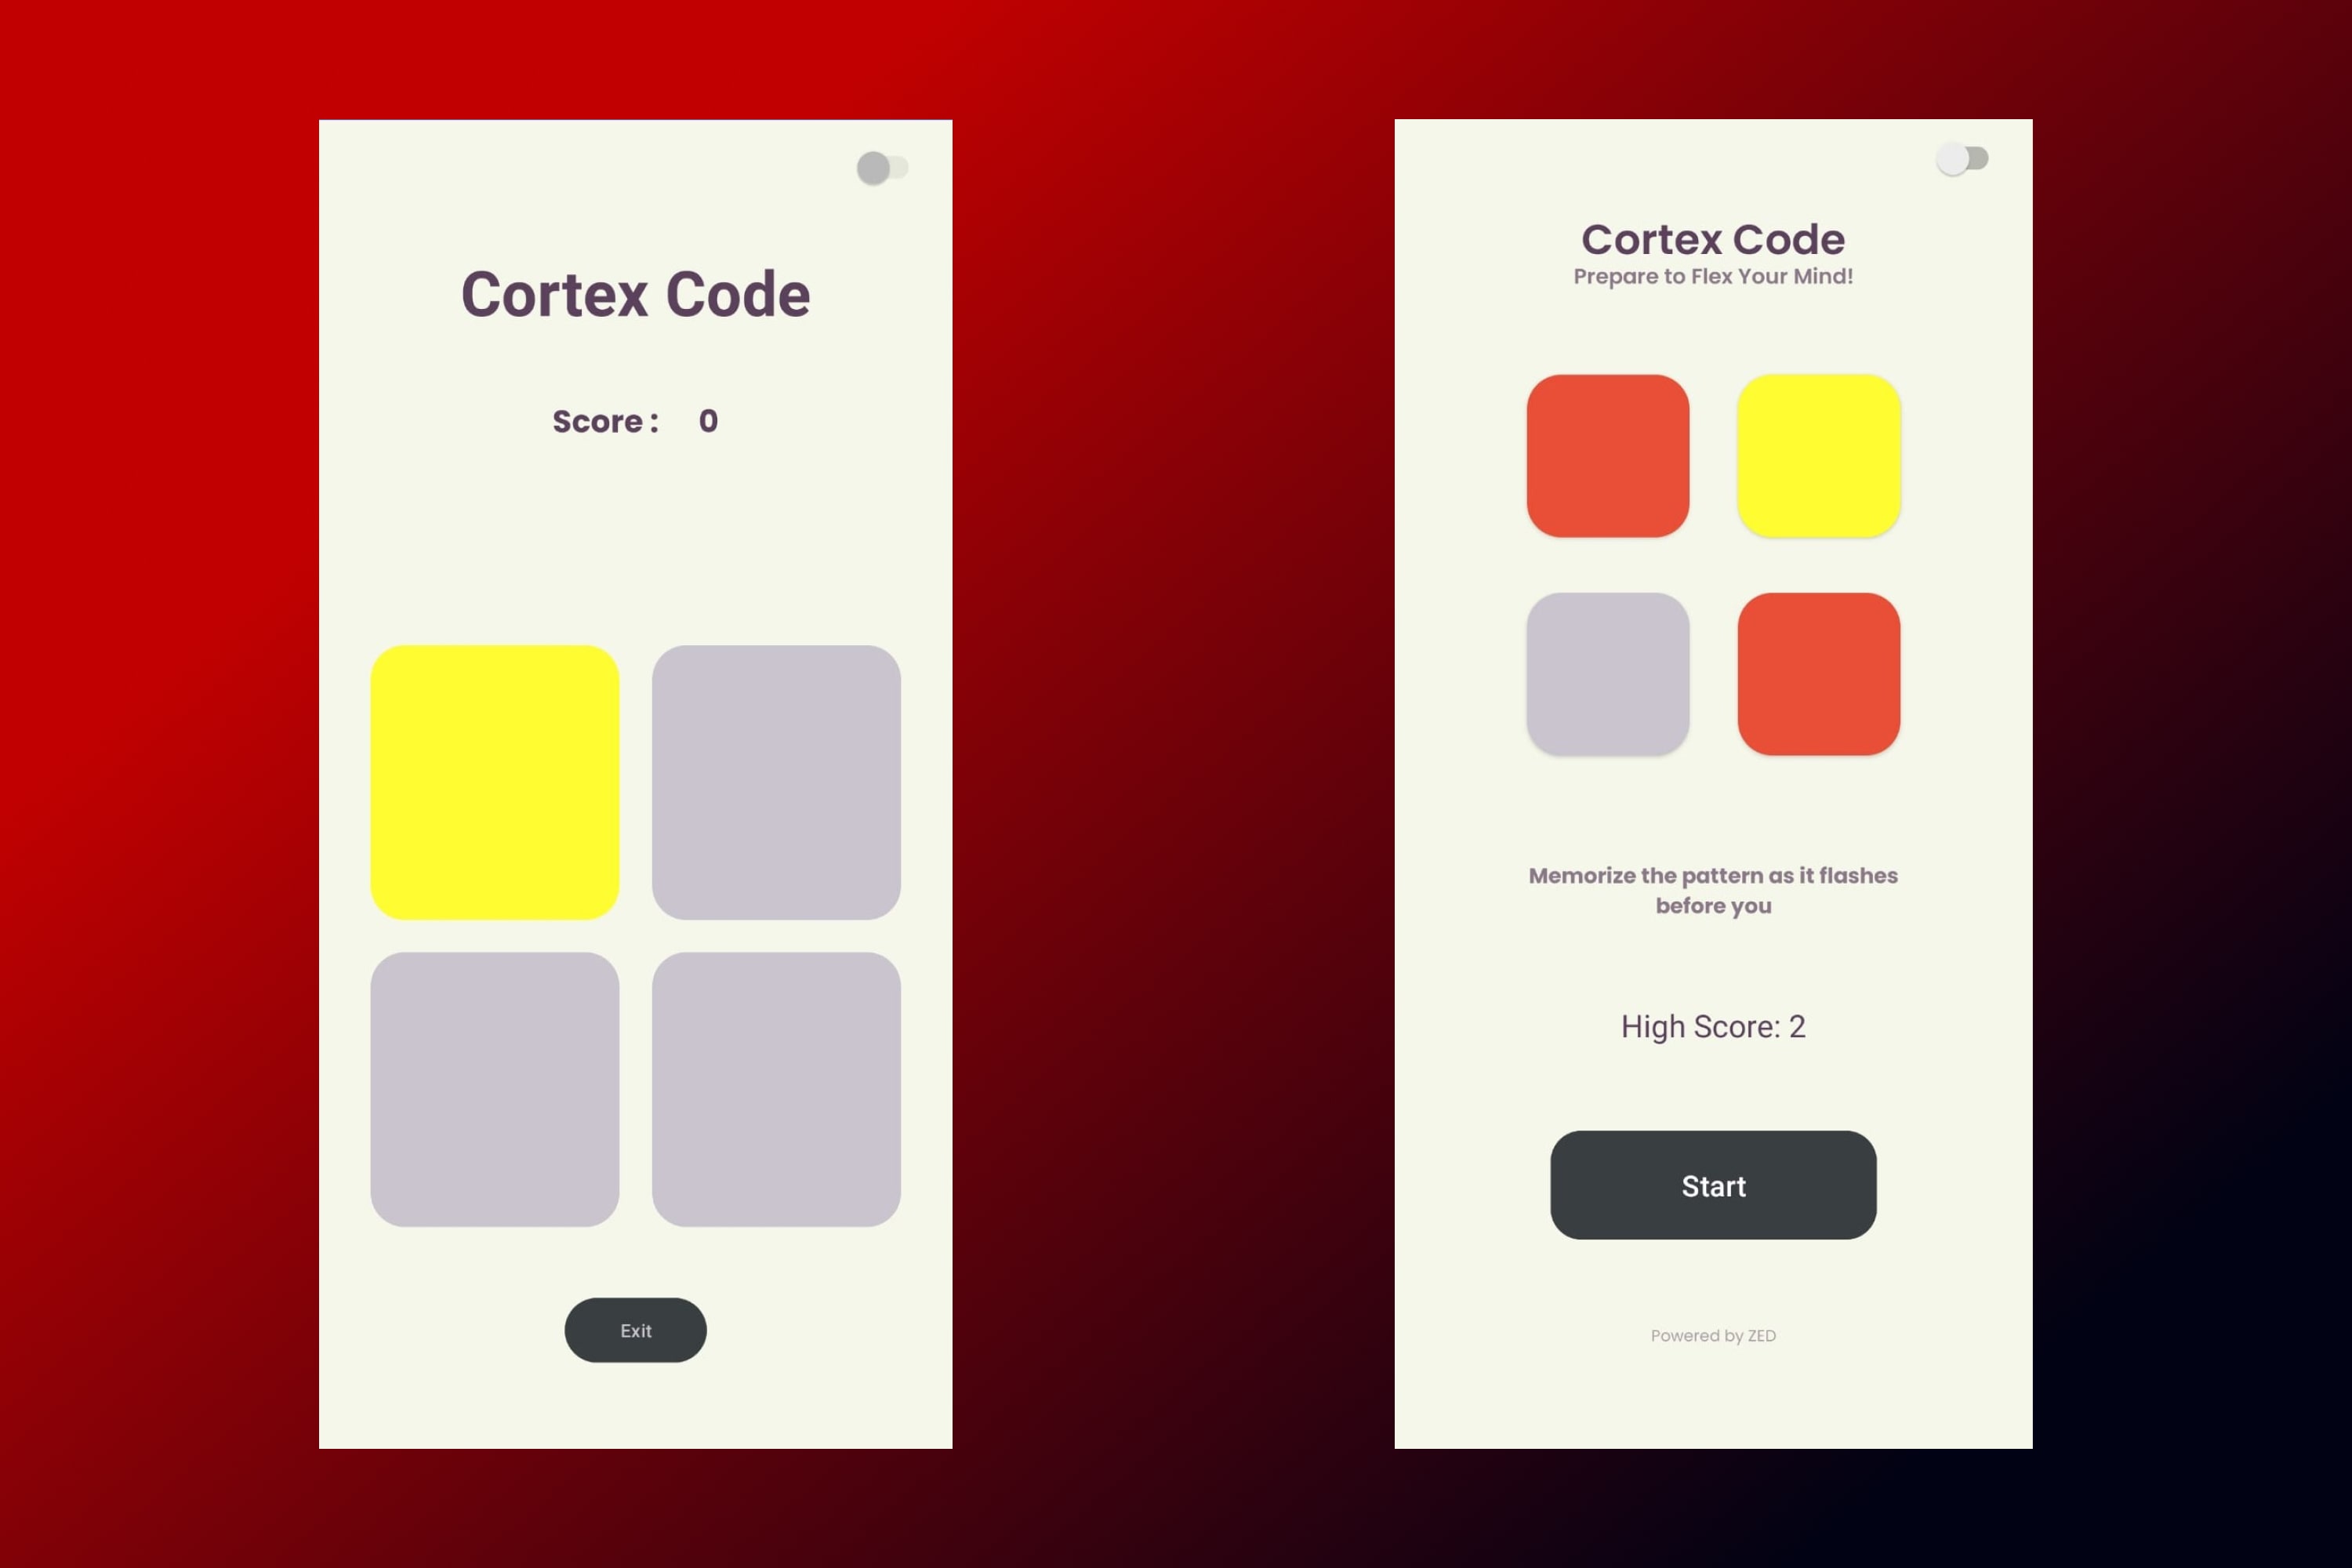 Cortex Code
Score :    0
Exit
Cortex Code
Prepare to Flex Your Mind!
Memorize the pattern as it flashes
before you
High Score: 2
Start
Powered by ZED